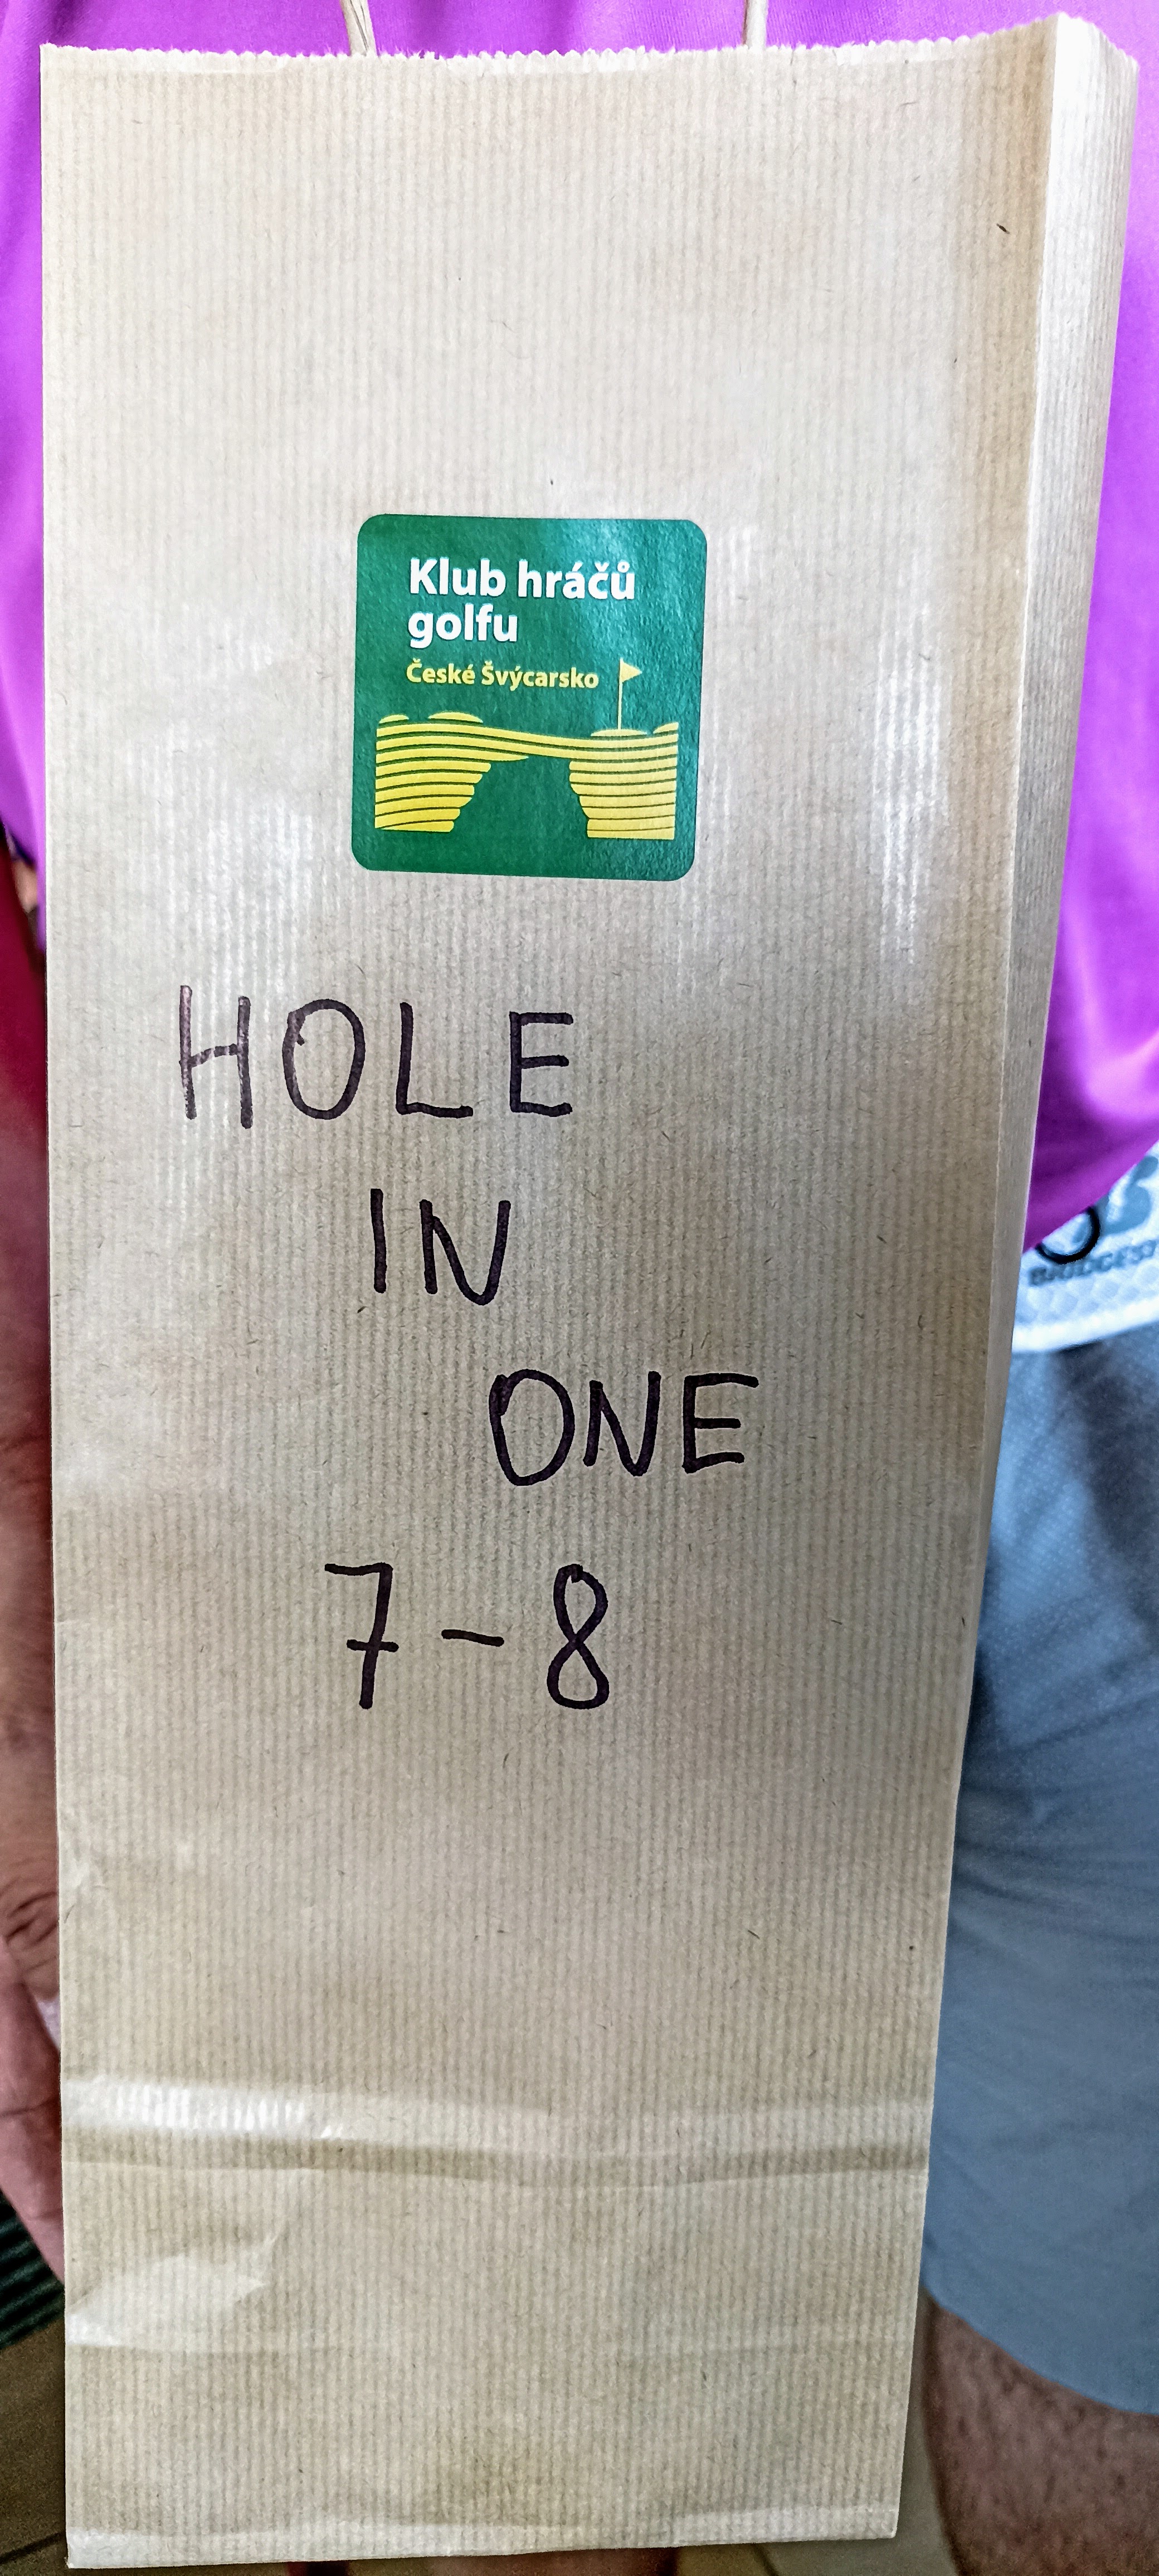 Klub hráčů
golfu
České Švýcarsko
HOLE
IN
ONE
7-8